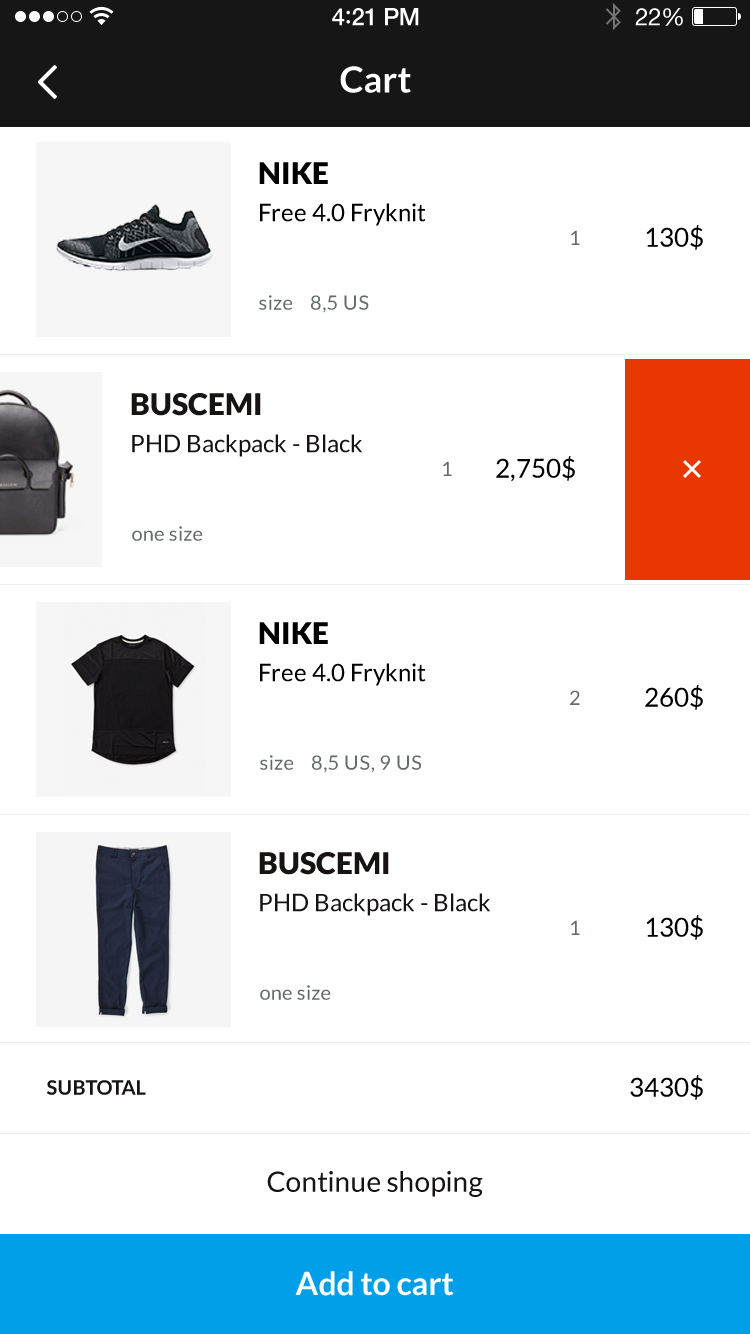 4:21 PM
22%
Cart
NIKE
Free 4.0 Fryknit
1
130$
size 8,5 US
BUSCEMI
PHD Backpack - Black
1
2,750$
one size
NIKE
Free 4.0 Fryknit
2
260$
size 8,5 US, 9 US
BUSCEMI
PHD Backpack - Black
1
130$
one size
SUBTOTAL
3430$
Continue shoping
Add to cart